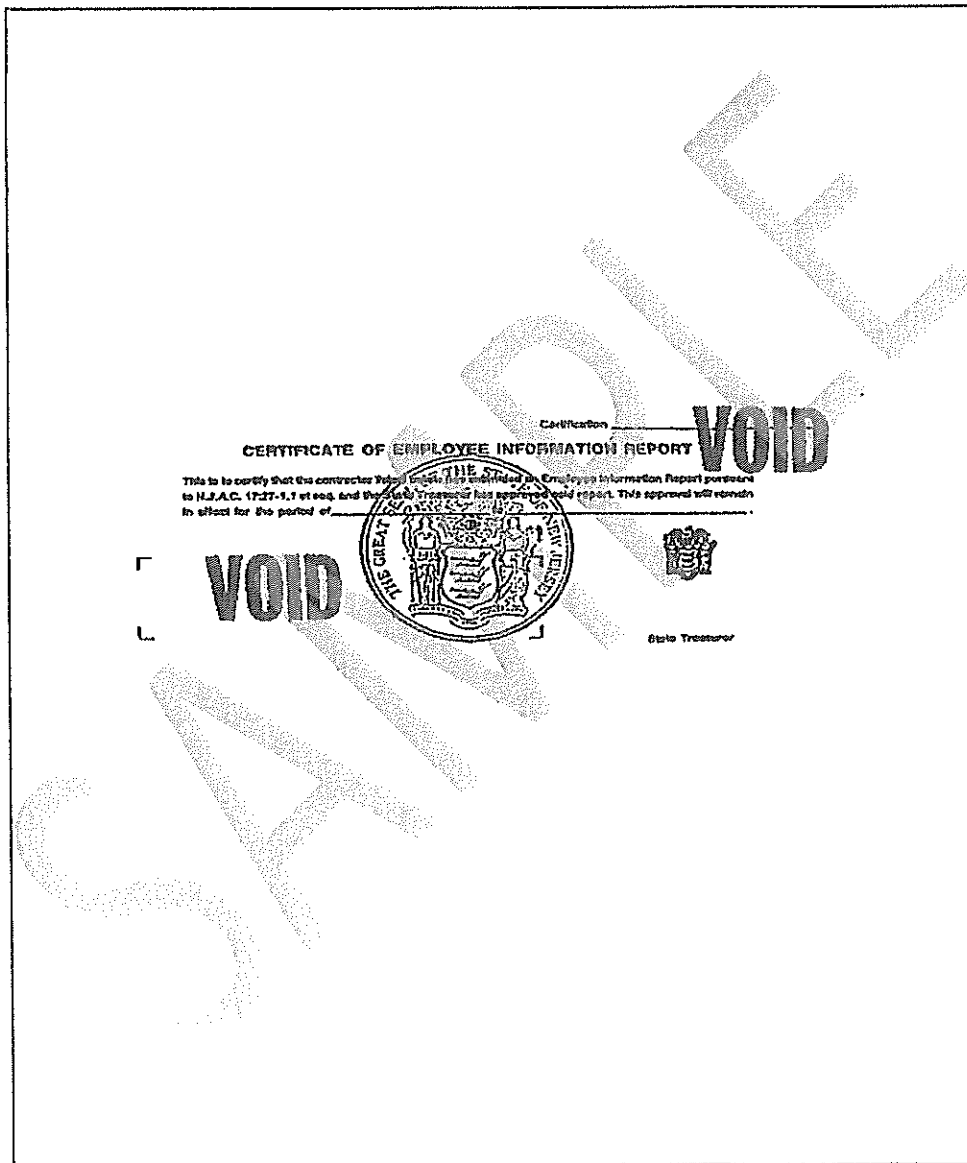 SAMPLE
Certification VOID
CERTIFICATE OF EMPLOYEE INFORMATION REPORT
This is to certify that the contractor listed below has submitted an Employee Information Report pursuant
to N.J.A.C. 17:27-1.1 et seq. and the State Treasurer has approved said report. This approval will remain
in effect for the period of
THE GREAT SEAL OF THE STATE OF NEW JERSEY
VOID
State Treasurer